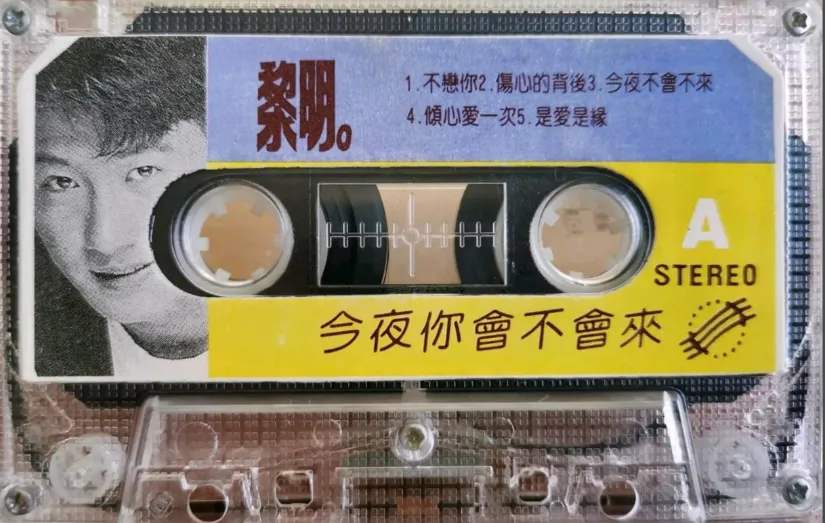 黎明。
1.不戀你2.傷心的背後3.今夜不會不來
4.傾心愛一次5.是愛是緣
A
STEREO
今夜你會不會來